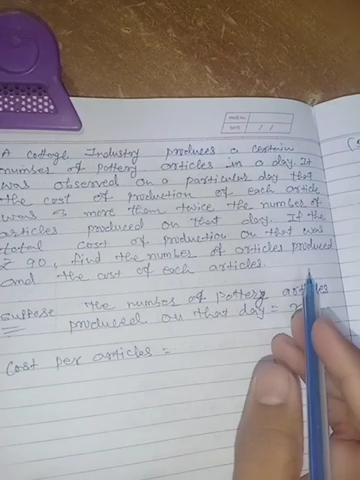 PAGE NO.
DATE / /
A cottage Industry produces a certain
number of pottery articles in a day. It
was observed on a particular day that
the cost of production of each article
was 3 more than twice the number of
articles produced on that day. If the
total cost of production on that was
₹ 90, find the number of articles produced
and the cost of each articles.
Suppose the number of pottery articles
produced on that day =
Cost per articles =